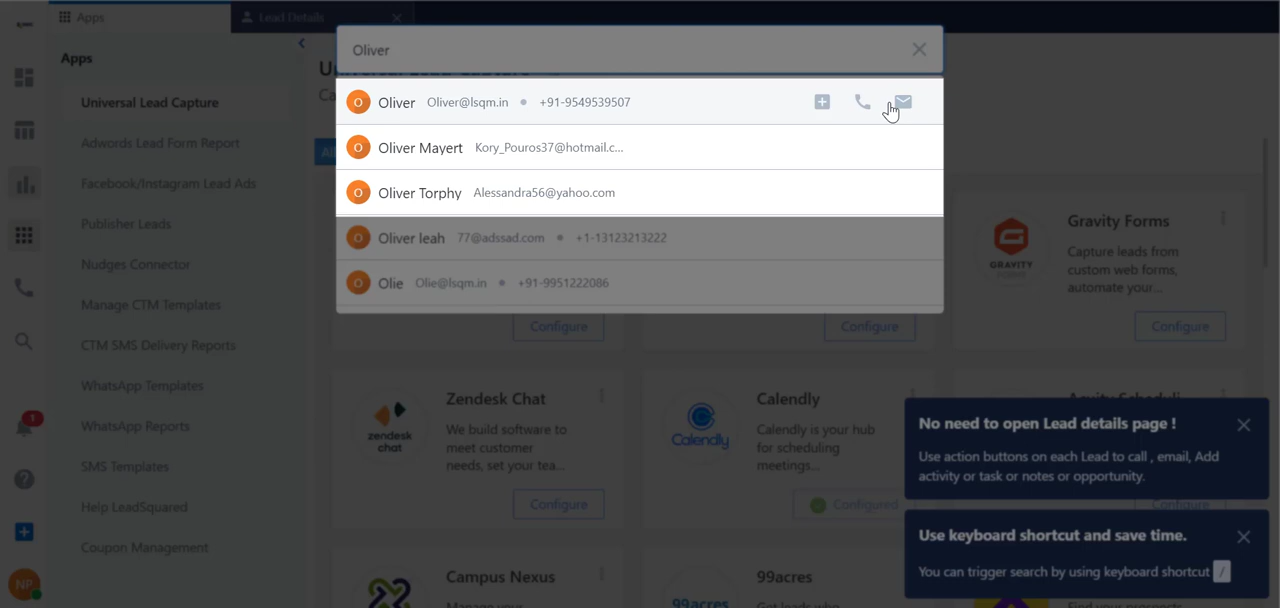 Apps
Lead Details
Apps
Universal Lead Capture
Adwords Lead Form Report
Facebook/Instagram Lead Ads
Publisher Leads
Nudges Connector
Manage CTM Templates
CTM SMS Delivery Reports
WhatsApp Templates
WhatsApp Reports
SMS Templates
Help LeadSquared
Coupon Management
1
NP
Oliver
O Oliver Oliver@lsqm.in +91-9549539507
O Oliver Mayert Kory_Pouros37@hotmail.c...
O Oliver Torphy Alessandra56@yahoo.com
O Oliver leah 77@adssad.com +1-13123213222
O Olie Olie@lsqm.in +91-9951222086
Configure
Configure
GRAVITY
Gravity Forms
Capture leads from
custom web forms,
automate your...
Configure
zendesk
chat
Zendesk Chat
We build software to
meet customer
needs, set your tea...
Configure
Calendly
Calendly
Calendly is your hub
for scheduling
meetings...
Configured
Configure
Campus Nexus
99acres
99acres
No need to open Lead details page !
Use action buttons on each Lead to call , email, Add
activity or task or notes or opportunity.
Use keyboard shortcut and save time.
You can trigger search by using keyboard shortcut /